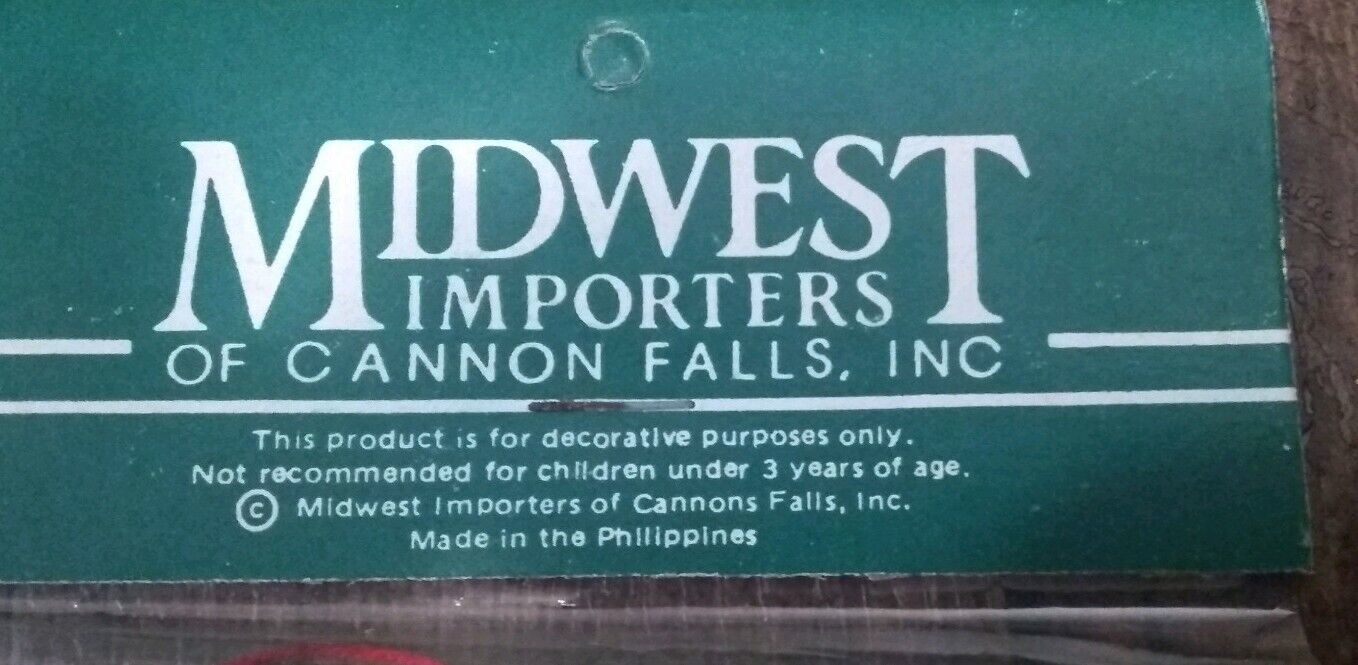 MIDWEST
IMPORTERS
OF CANNON FALLS, INC
This product is for decorative purposes only.
Not recommended for children under 3 years of age.
© Midwest Importers of Cannons Falls, Inc.
Made in the Philippines